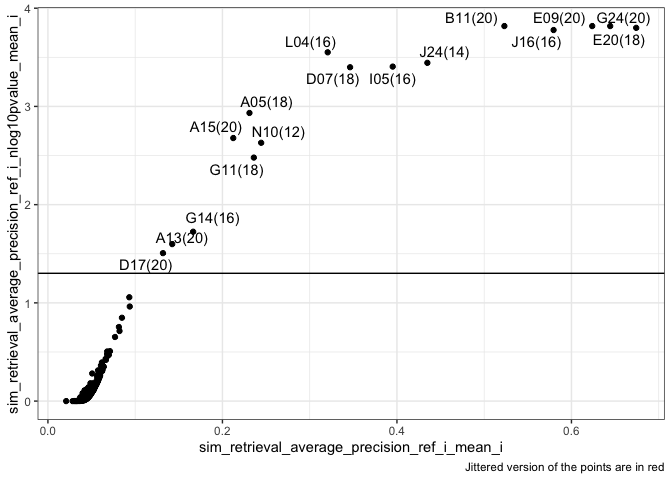 sim_retrieval_average_precision_ref_i_nlog10pvalue_mean_i
4
3
2
1
0
B11(20)
E09(20)
G24(20)
J16(16)
E20(18)
L04(16)
J24(14)
D07(18)
I05(16)
A05(18)
A15(20)
N10(12)
G11(18)
G14(16)
A13(20)
D17(20)
0.0
0.2
0.4
0.6
sim_retrieval_average_precision_ref_i_mean_i
Jittered version of the points are in red